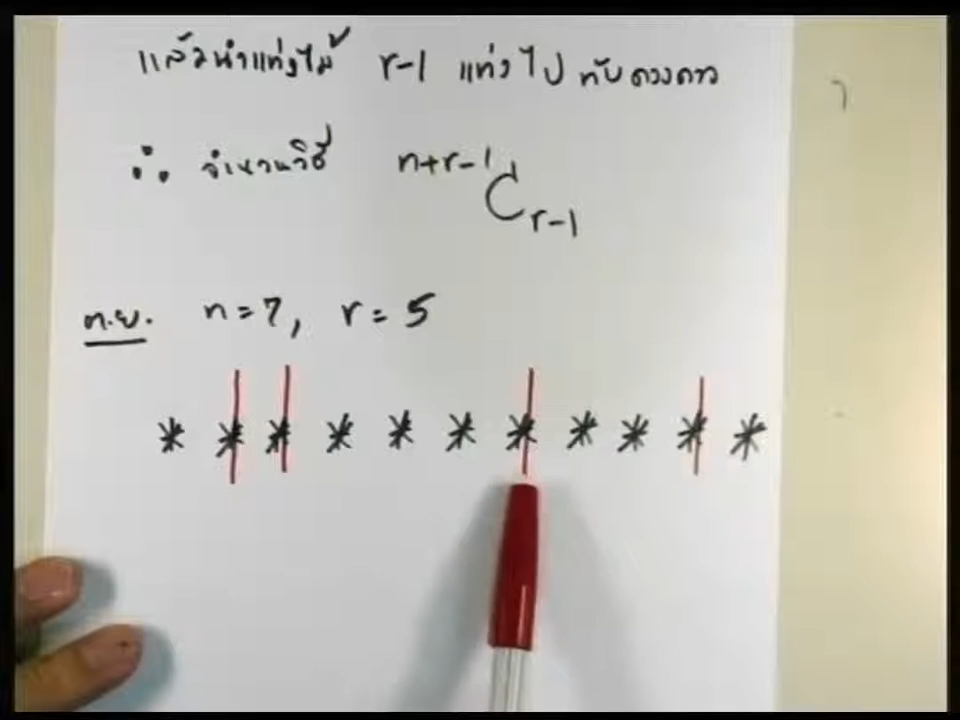 แล้วนำแท่งไม้ r-1 แท่งไป ทับดวงดาว
∴ จำนวนวิธี n+r-1Cr-1
ต.ย. n=7, r=5
* * * * * * * * * * *